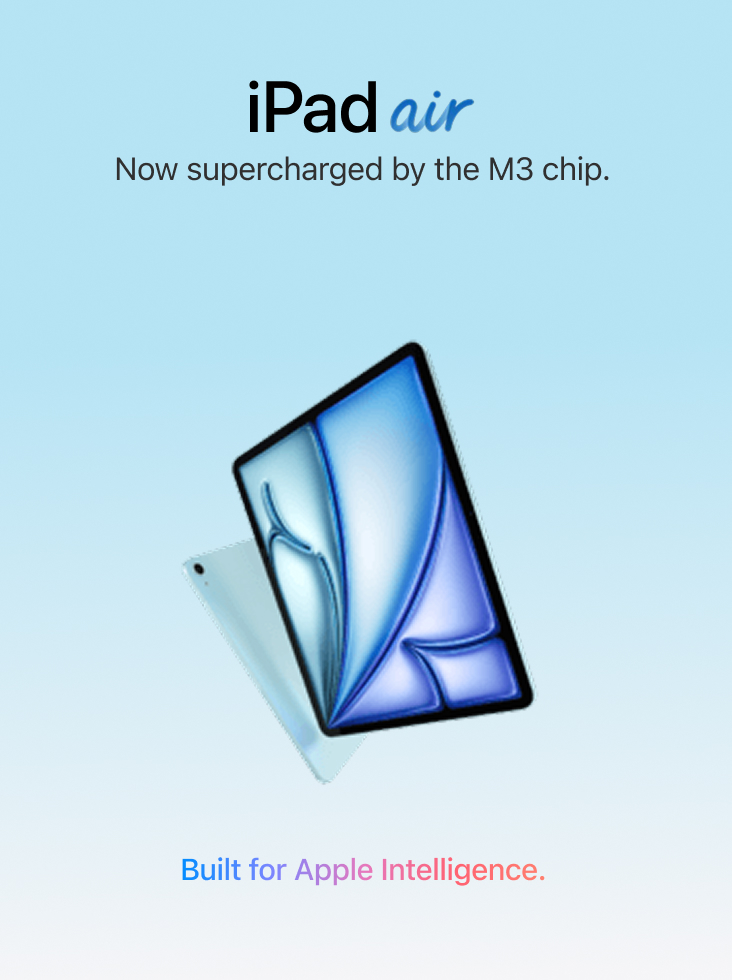 iPad air
Now supercharged by the M3 chip.
Built for Apple Intelligence.